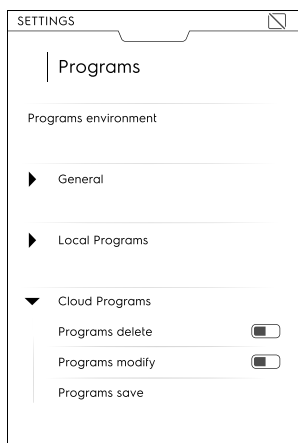 SETTINGS
Programs
Programs environment
General
Local Programs
Cloud Programs
Programs delete
Programs modify
Programs save